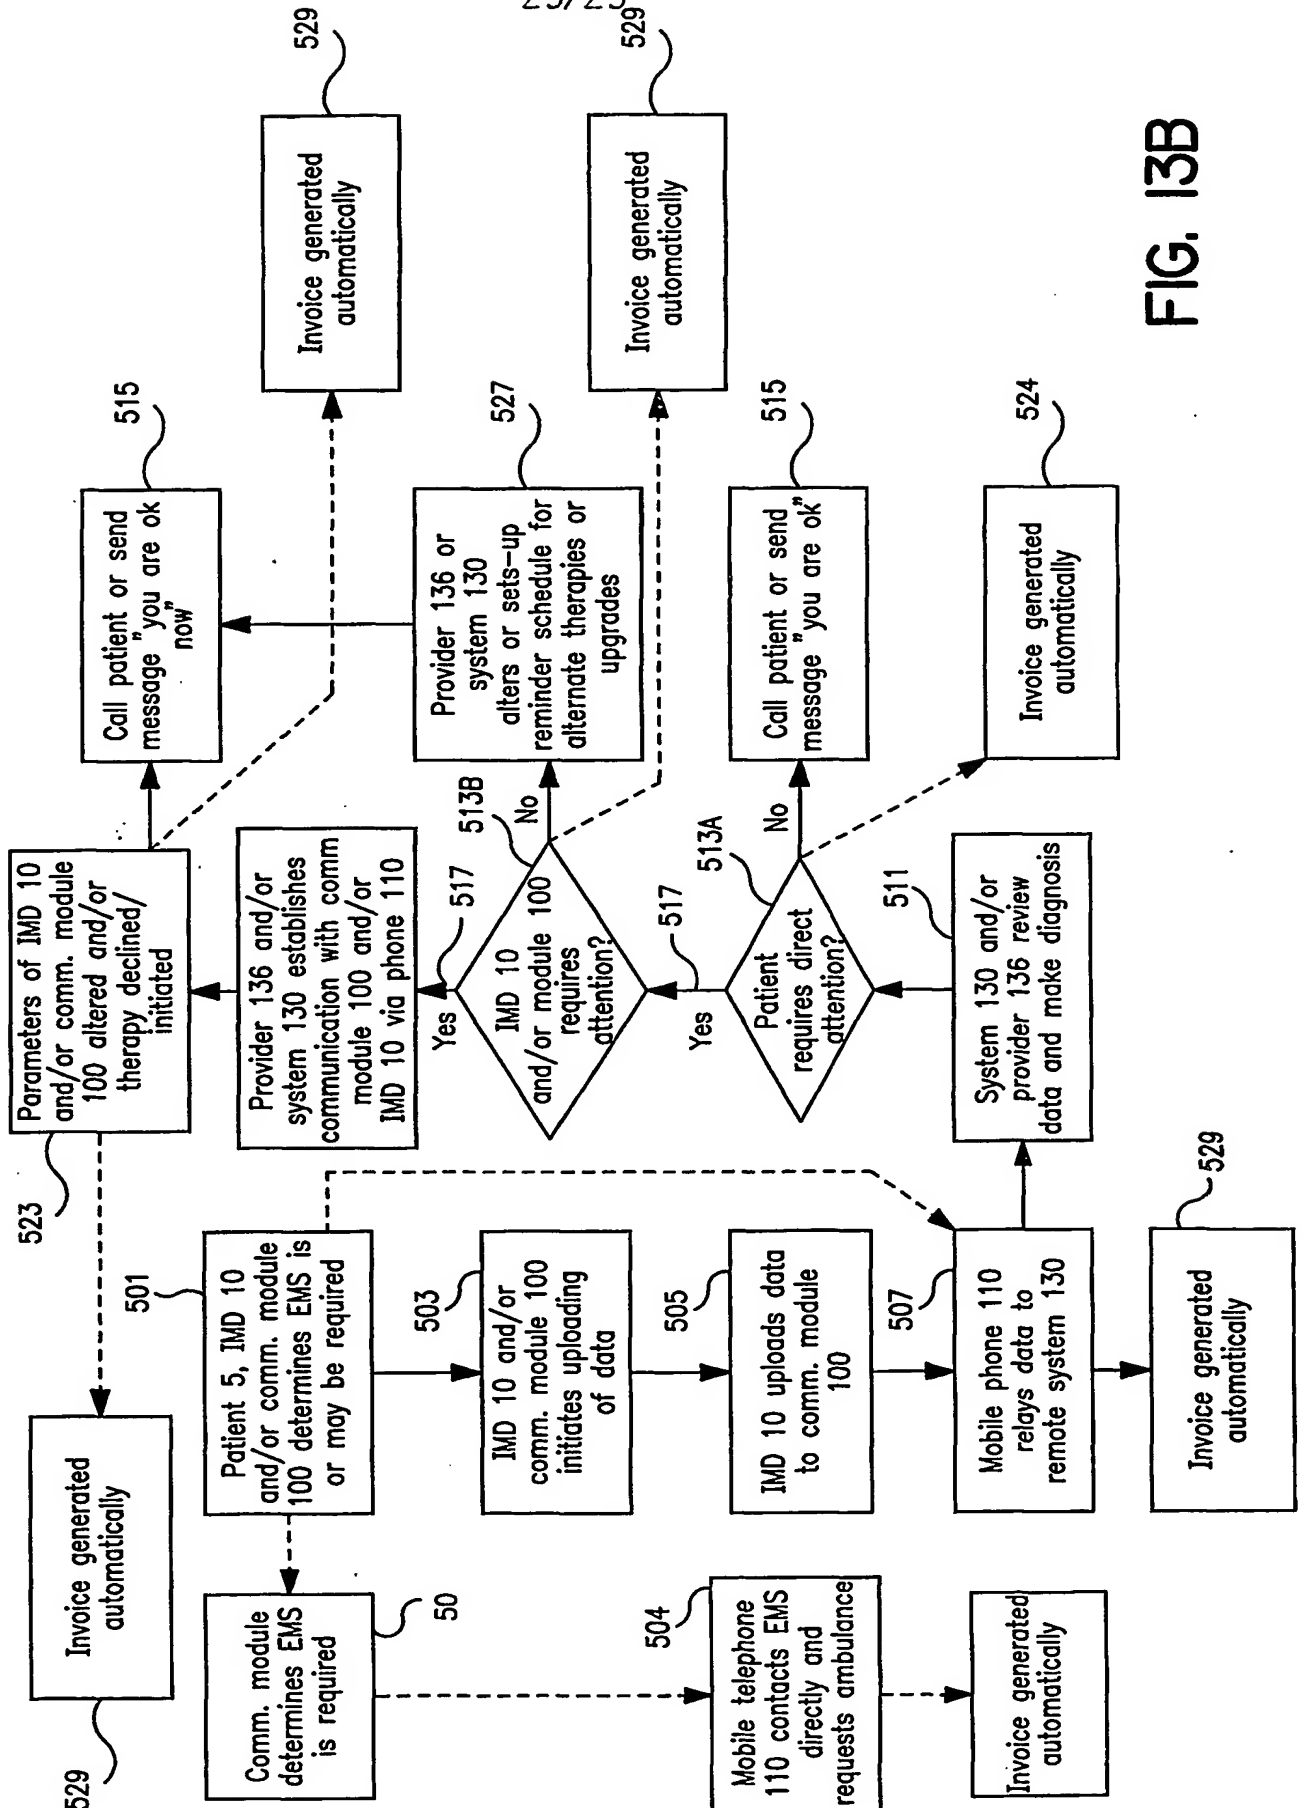 23/23
529
Invoice generated
automatically
523
Parameters of IMD 10
and/or comm. module
100 altered and/or
therapy declined/
initiated
Call patient or send
message "you are ok
now"
515
Invoice generated
automatically
529
501
Patient 5, IMD 10
and/or comm. module
100 determines EMS is
or may be required
Comm. module
determines EMS
is required
50
Provider 136 and/or
system 130 establishes
communication with comm
module 100 and/or
IMD 10 via phone 110
517
Yes
503
IMD 10 and/or
comm. module 100
initiates uploading
of data
IMD 10
and/or module 100
requires
attention?
513B
No
Provider 136 or
system 130
alters or sets-up
reminder schedule for
alternate therapies or
upgrades
527
Invoice generated
automatically
529
517
Yes
504
Mobile telephone
110 contacts EMS
directly and
requests ambulance
505
IMD 10 uploads data
to comm. module
100
Patient
requires direct
attention?
513A
No
Call patient or send
message "you are ok"
515
Invoice generated
automatically
507
Mobile phone 110
relays data to
remote system 130
511
System 130 and/or
provider 136 review
data and make diagnosis
Invoice generated
automatically
524
Invoice generated
automatically
529
FIG. 13B